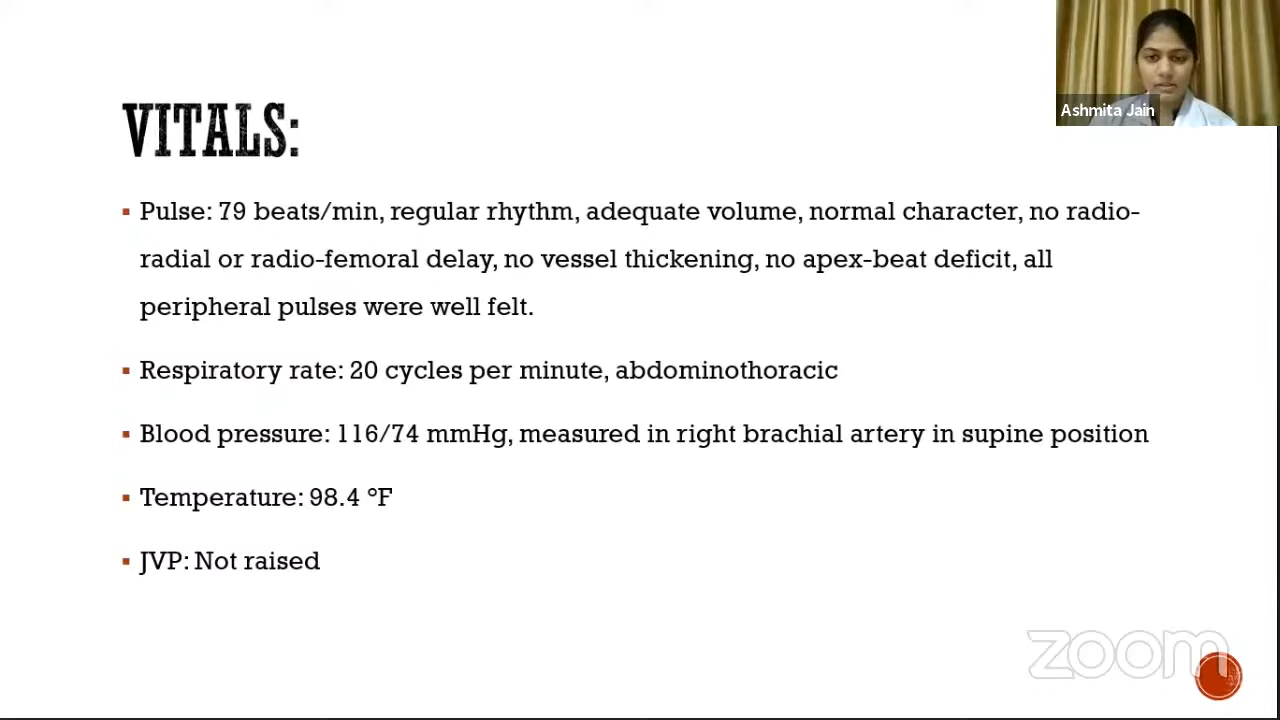 Ashmita Jain
VITALS:
▪ Pulse: 79 beats/min, regular rhythm, adequate volume, normal character, no radio-
radial or radio-femoral delay, no vessel thickening, no apex-beat deficit, all
peripheral pulses were well felt.
▪ Respiratory rate: 20 cycles per minute, abdominothoracic
▪ Blood pressure: 116/74 mmHg, measured in right brachial artery in supine position
▪ Temperature: 98.4 °F
▪ JVP: Not raised
zoom